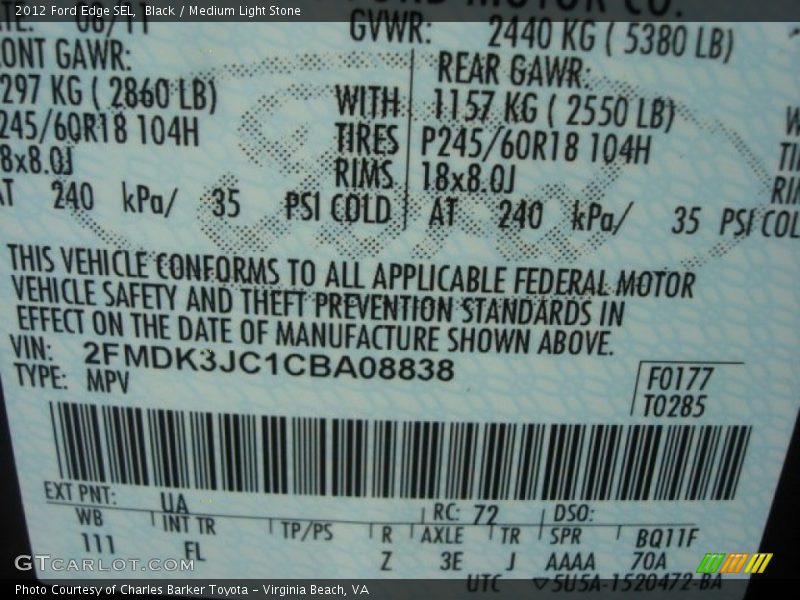 2012 Ford Edge SEL, Black / Medium Light Stone
MOTOR CO.
08/11
GVWR: 2440 KG ( 5380 LB)
ONT GAWR: REAR GAWR:
297 KG ( 2860 LB) WITH 1157 KG ( 2550 LB)
245/60R18 104H TIRES P245/60R18 104H
8x8.0J RIMS 18x8.0J
AT 240 kPa/ 35 PSI COLD AT 240 kPa/ 35 PSI COL
THIS VEHICLE CONFORMS TO ALL APPLICABLE FEDERAL MOTOR
VEHICLE SAFETY AND THEFT PREVENTION STANDARDS IN
EFFECT ON THE DATE OF MANUFACTURE SHOWN ABOVE.
VIN: 2FMDK3JC1CBA08838
TYPE: MPV
F0177
T0285
EXT PNT: UA RC: 72 DSO:
WB INT TR TP/PS R AXLE TR SPR BQ11F
111 FL Z 3E J AAAA 70A
UTC ▽5U5A-1520472-BA
GTCarLot.com
Photo Courtesy of Charles Barker Toyota – Virginia Beach, VA